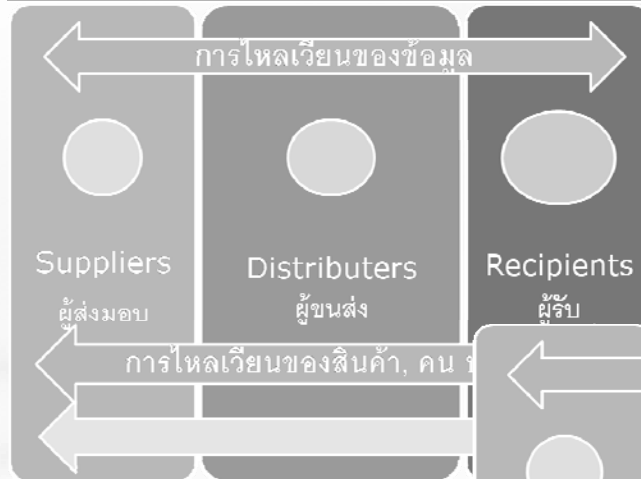 การไหลเวียนของข้อมูล
Suppliers
ผู้ส่งมอบ
Distributers
ผู้ขนส่ง
Recipients
ผู้รับ
การไหลเวียนของสินค้า, คน